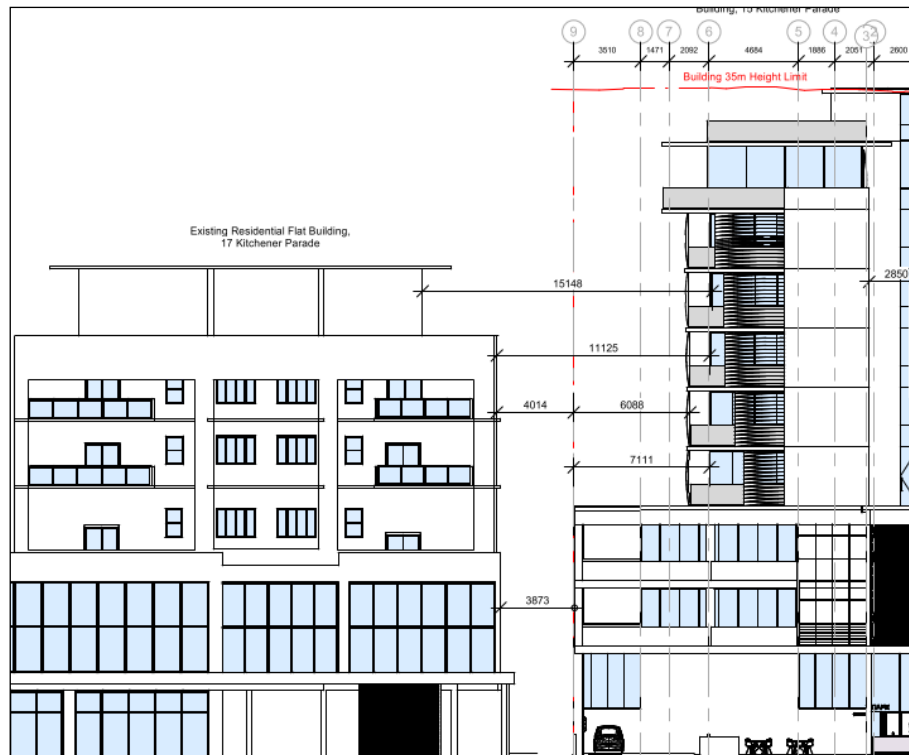 Building, 15 Kitchener Parade
9 8 7 6 5 4 3 2
3510 1471 2092 4684 1886 2051 2600
Building 35m Height Limit
Existing Residential Flat Building,
17 Kitchener Parade
15148
2850
11125
4014
6088
7111
3873